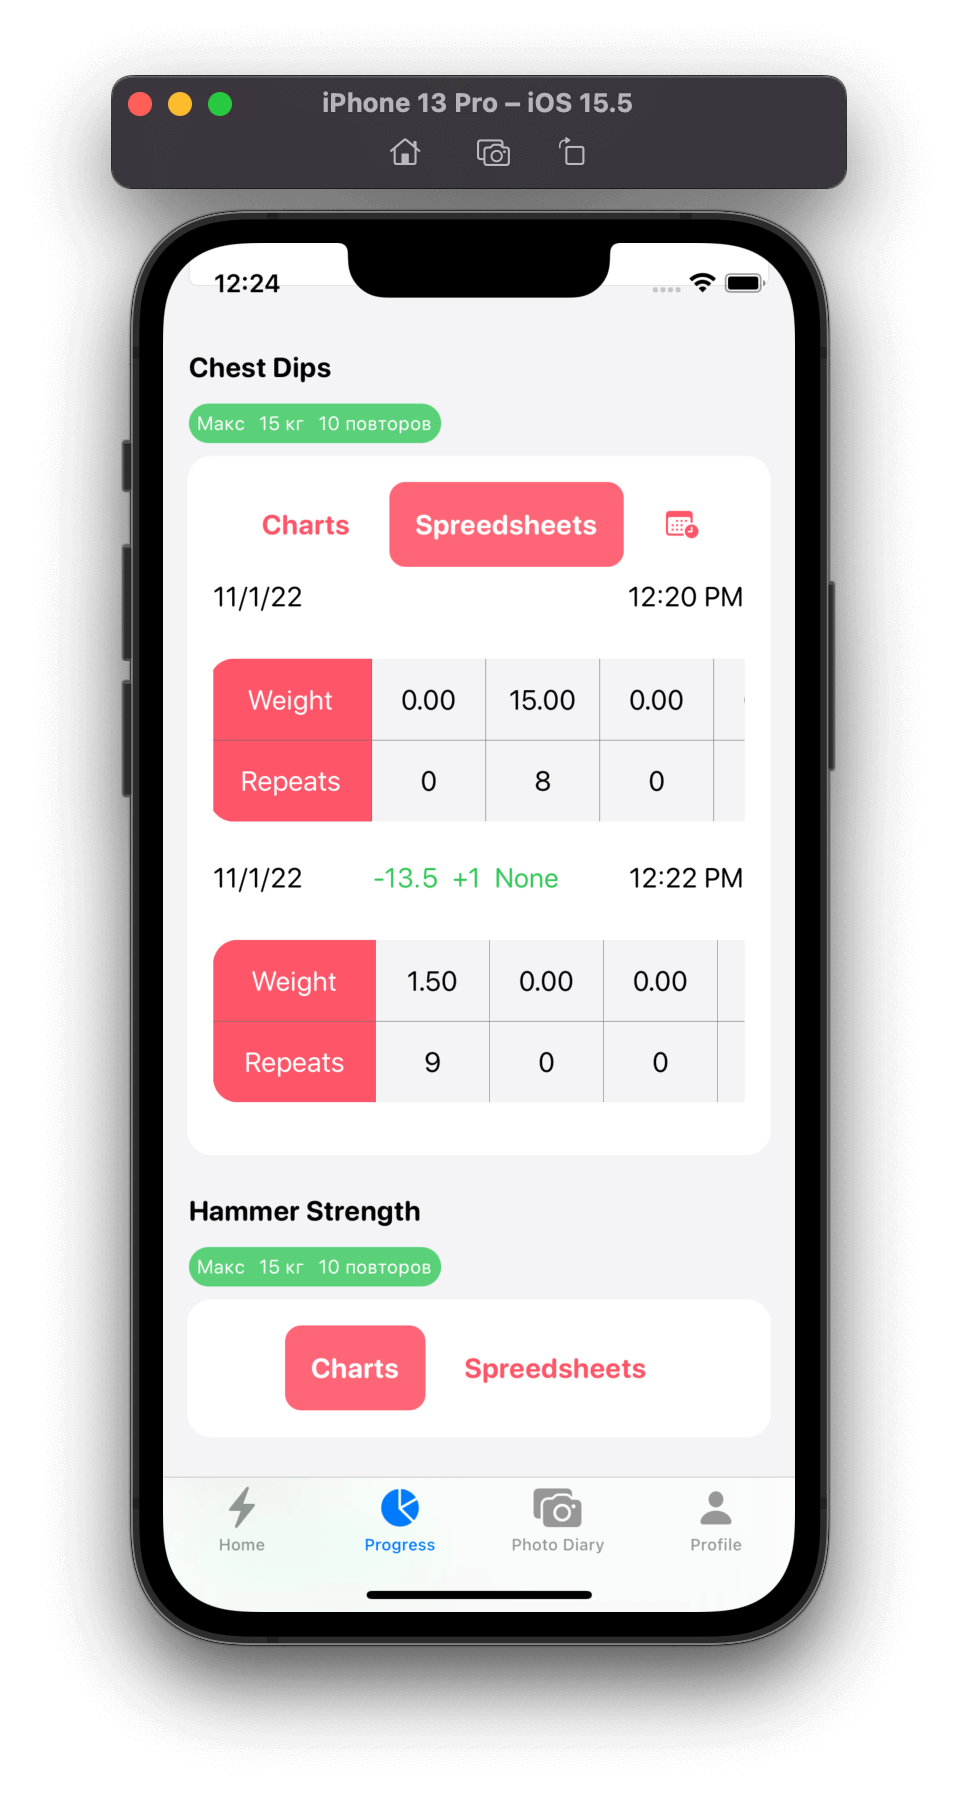 iPhone 13 Pro – iOS 15.5
12:24
Chest Dips
Макс 15 кг 10 повторов
Charts Spreedsheets
11/1/22 12:20 PM
Weight 0.00 15.00 0.00
Repeats 0 8 0
11/1/22 -13.5 +1 None 12:22 PM
Weight 1.50 0.00 0.00
Repeats 9 0 0
Hammer Strength
Макс 15 кг 10 повторов
Charts Spreedsheets
Home Progress Photo Diary Profile